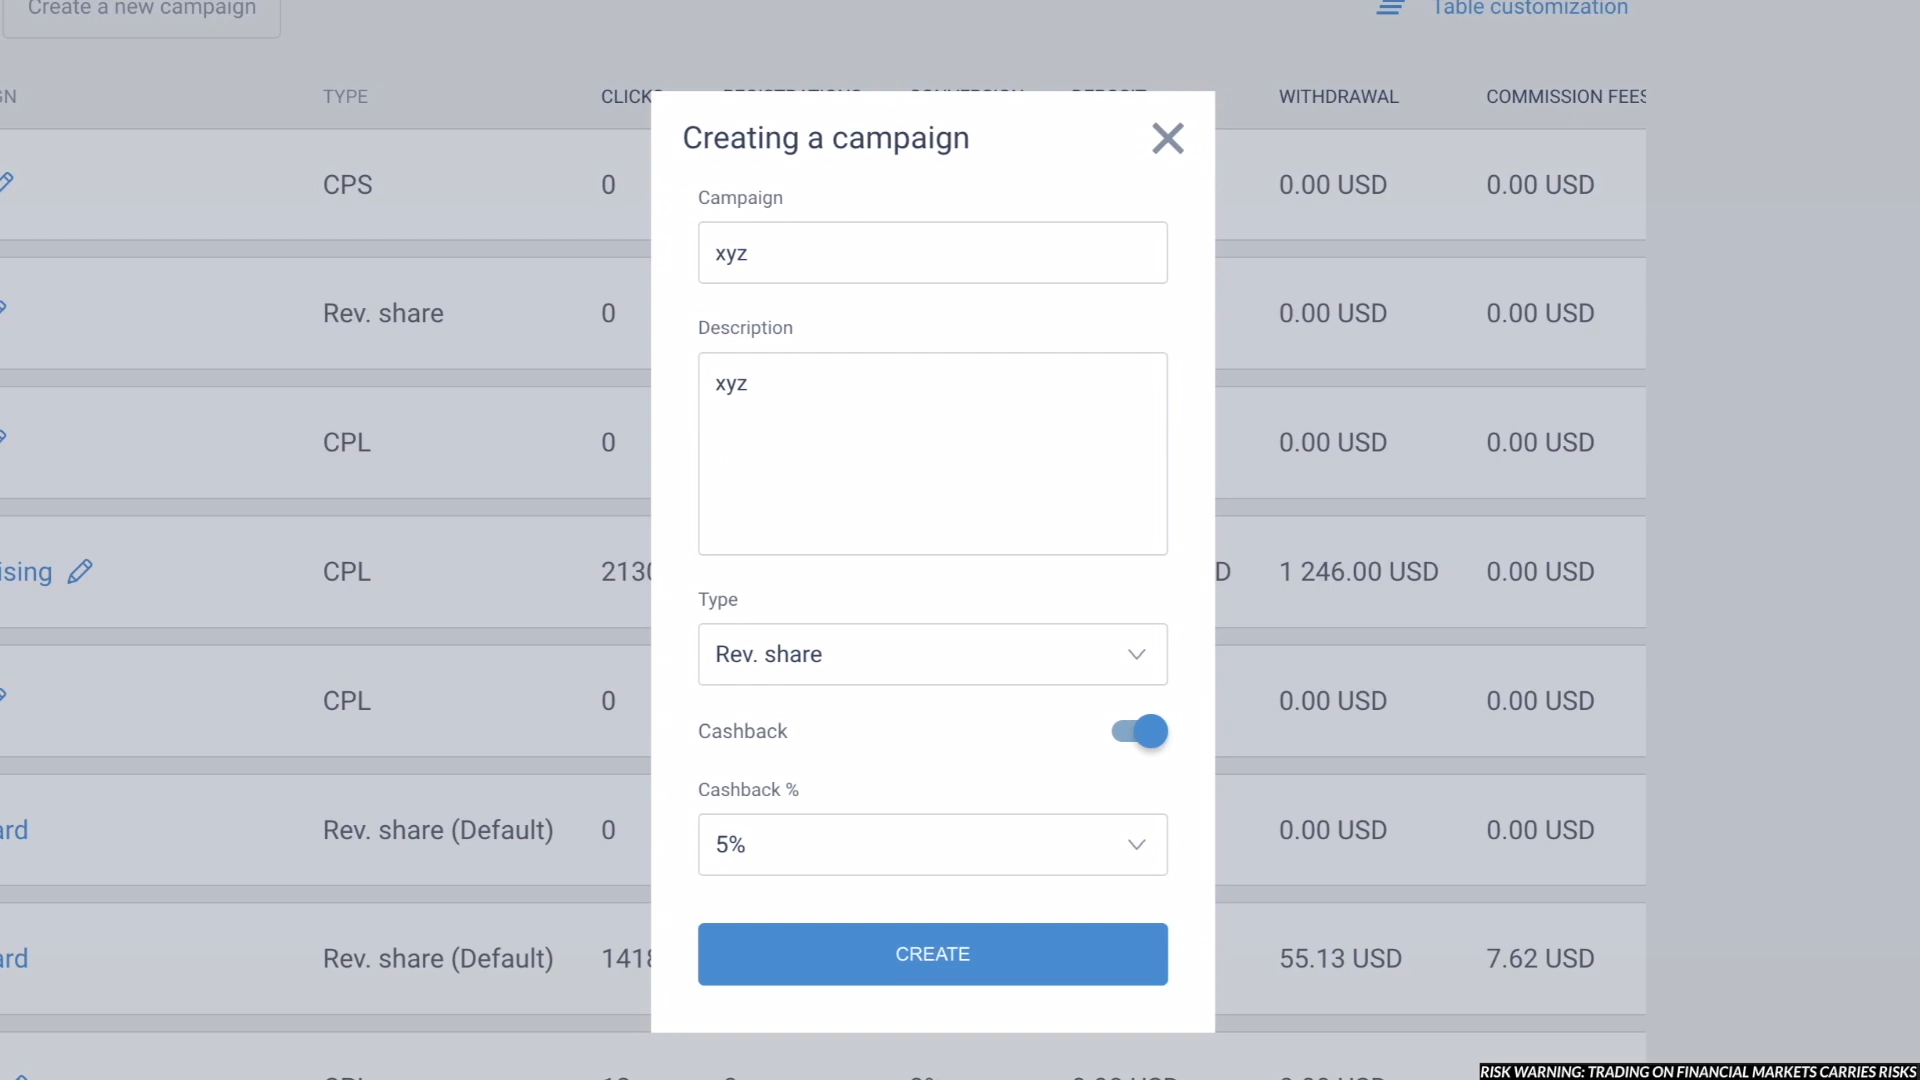 Create a new campaign
Table customization
TYPE
WITHDRAWAL
Creating a campaign
Campaign
xyz
Description
xyz
Type
Rev. share
Cashback
Cashback %
5%
CREATE
CPS 0 0.00 USD 0.00 USD
Rev. share 0 0.00 USD 0.00 USD
CPL 0 0.00 USD 0.00 USD
CPL 1 246.00 USD 0.00 USD
CPL 0 0.00 USD 0.00 USD
Rev. share (Default) 0 0.00 USD 0.00 USD
Rev. share (Default) 55.13 USD 7.62 USD
RISK WARNING: TRADING ON FINANCIAL MARKETS CARRIES RISKS